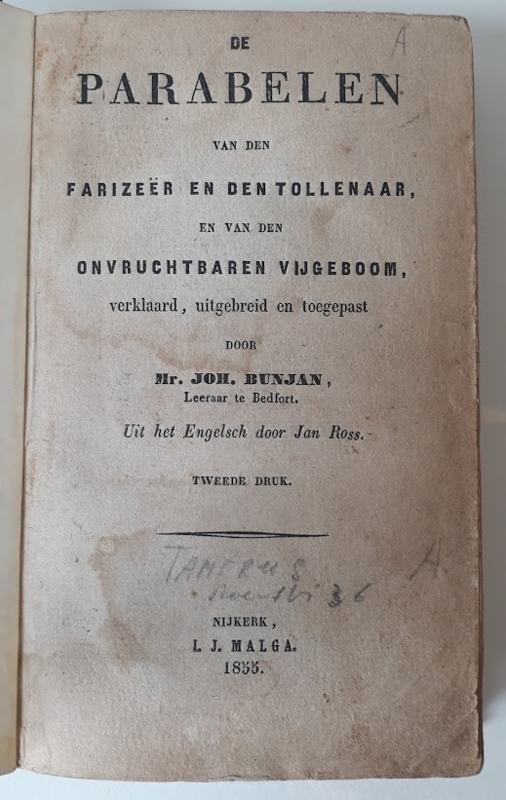 DE
A
PARABELEN
VAN DEN
FARIZEËR EN DEN TOLLENAAR,
EN VAN DEN
ONVRUCHTBAREN VIJGEBOOM,
verklaard, uitgebreid en toegepast
DOOR
Mr. JOH. BUNJAN,
Leeraar te Bedfort.
Uit het Engelsch door Jan Ross.
TWEEDE DRUK.
A.
36
NIJKERK,
I. J. MALGA.
1855.